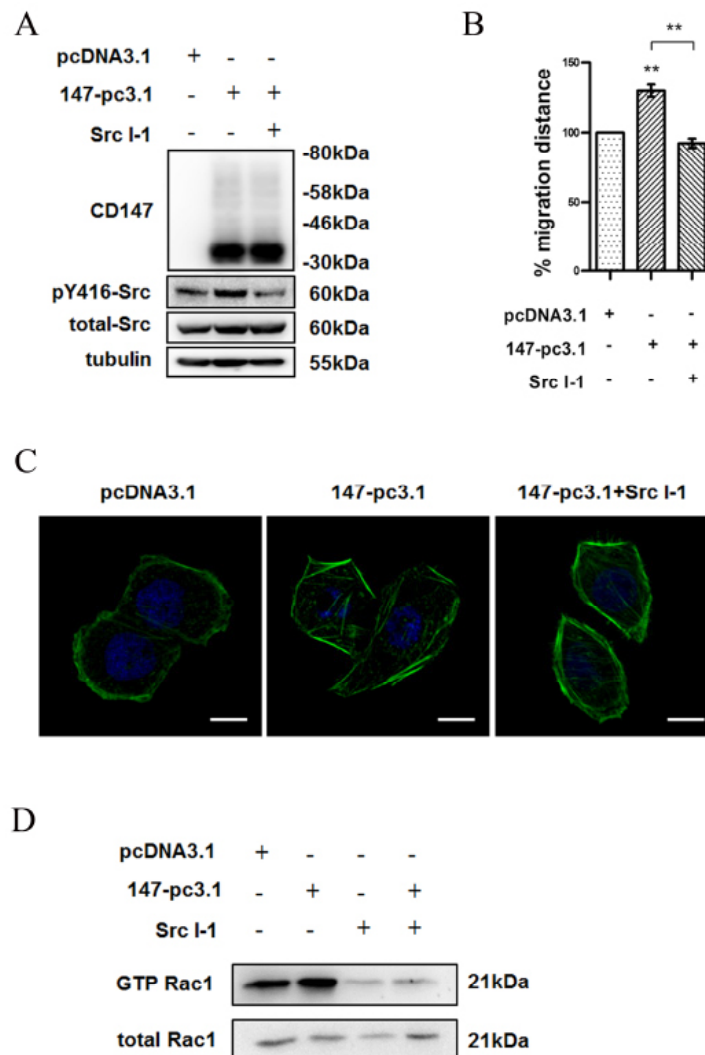 A
pcDNA3.1 + - -
147-pc3.1 - + +
Src I-1 - - +
CD147
-80kDa
-58kDa
-46kDa
-30kDa
pY416-Src 60kDa
total-Src 60kDa
tubulin 55kDa
B
**
**
% migration distance
150
100
50
0
pcDNA3.1 + - -
147-pc3.1 - + +
Src I-1 - - +
C
pcDNA3.1 147-pc3.1 147-pc3.1+Src I-1
D
pcDNA3.1 + - - -
147-pc3.1 - + - +
Src I-1 - - + +
GTP Rac1 21kDa
total Rac1 21kDa